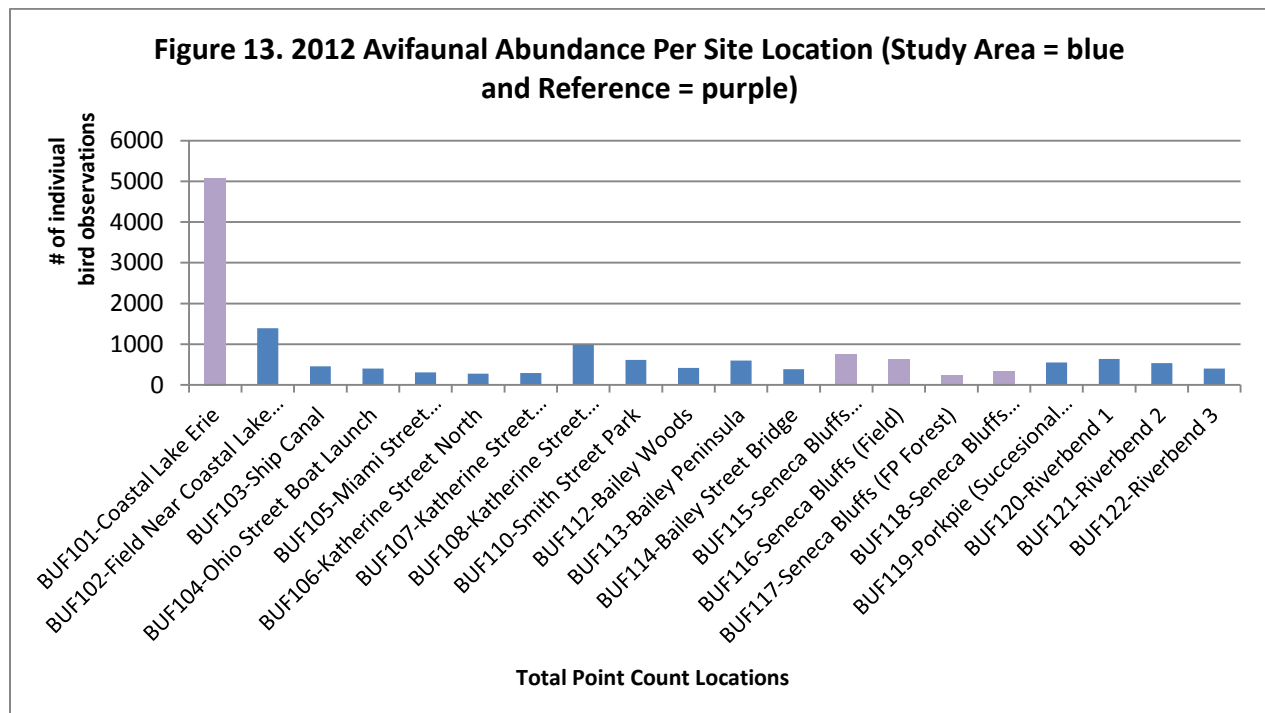 Figure 13. 2012 Avifaunal Abundance Per Site Location (Study Area = blue
and Reference = purple)
# of indiviual
bird observations
6000
5000
4000
3000
2000
1000
0
BUF101-Coastal Lake Erie
BUF102-Field Near Coastal Lake...
BUF103-Ship Canal
BUF104-Ohio Street Boat Launch
BUF105-Miami Street...
BUF106-Katherine Street North
BUF107-Katherine Street...
BUF108-Katherine Street...
BUF110-Smith Street Park
BUF112-Bailey Woods
BUF113-Bailey Peninsula
BUF114-Bailey Street Bridge
BUF115-Seneca Bluffs...
BUF116-Seneca Bluffs (Field)
BUF117-Seneca Bluffs (FP Forest)
BUF118-Seneca Bluffs...
BUF119-Porkpie (Succesional...
BUF120-Riverbend 1
BUF121-Riverbend 2
BUF122-Riverbend 3
Total Point Count Locations